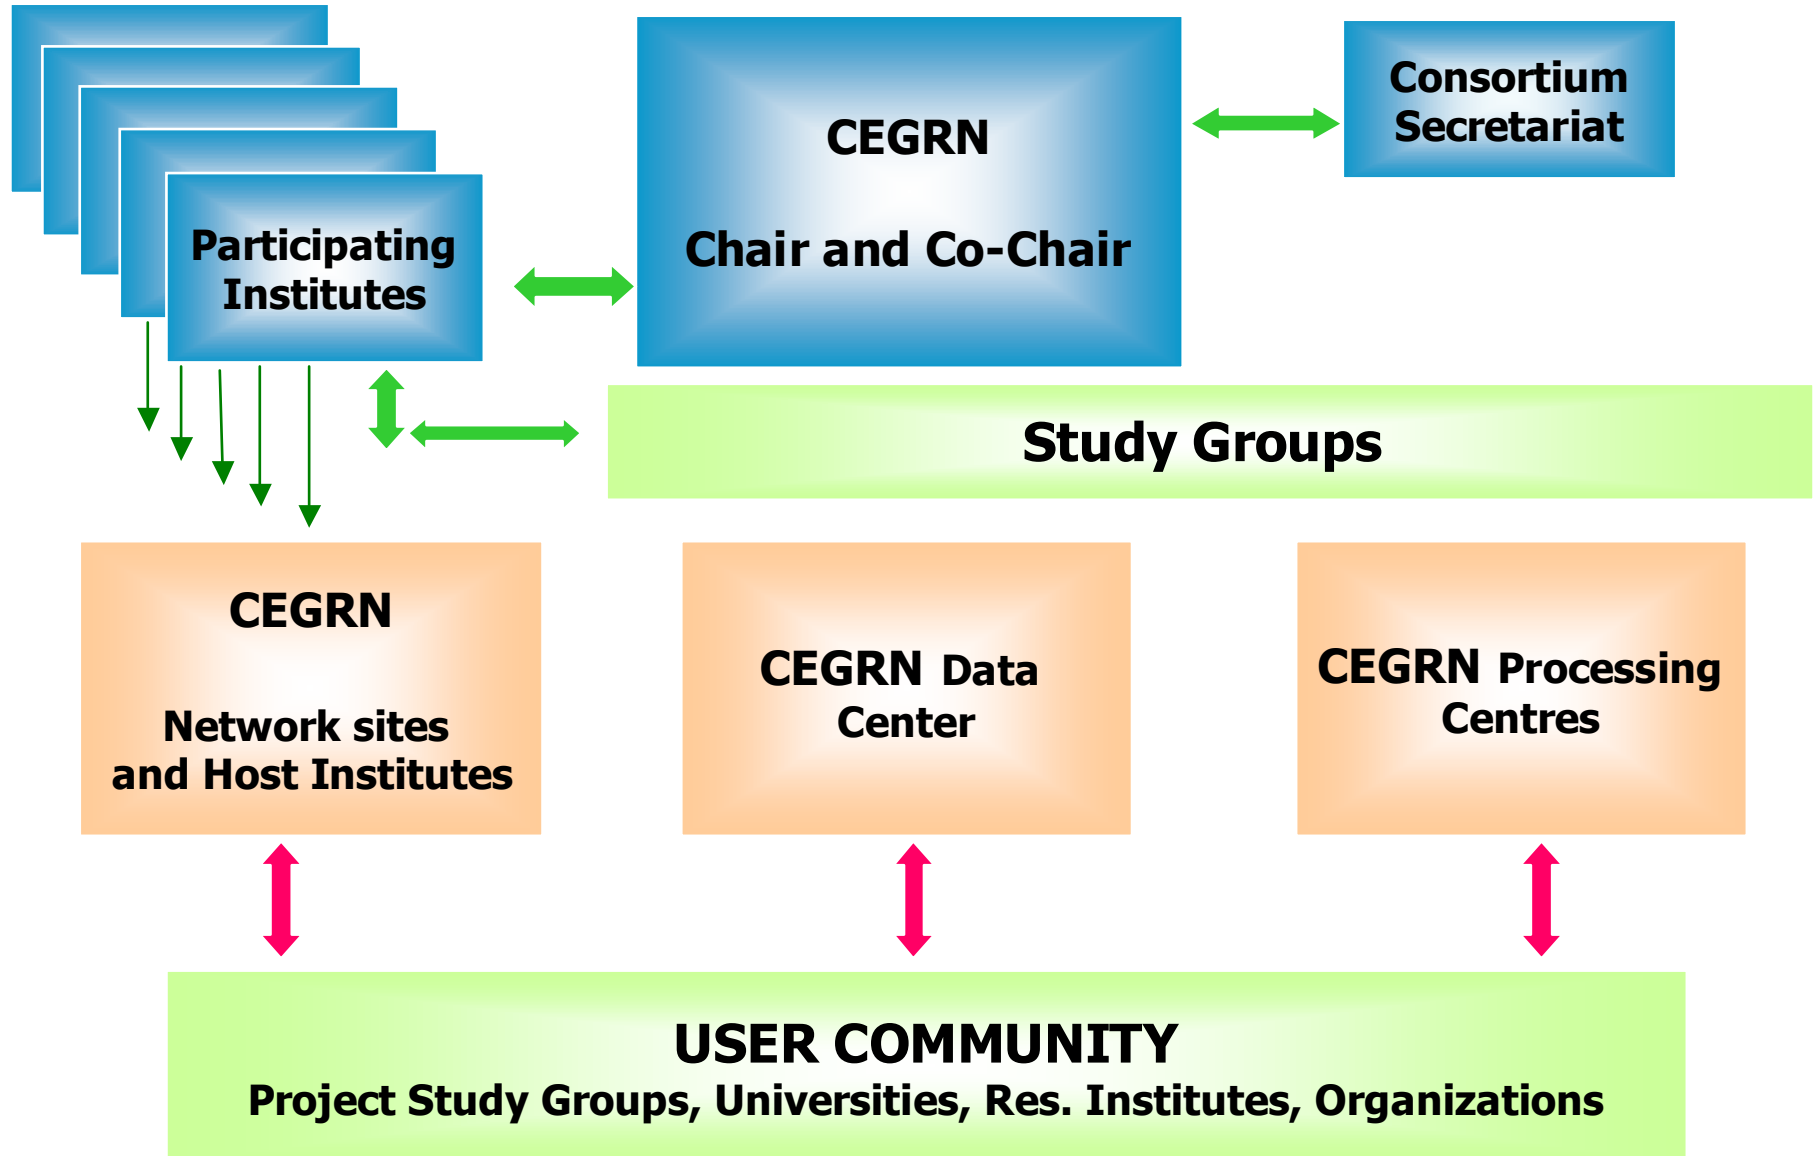 Consortium
Secretariat
CEGRN
Chair and Co-Chair
Participating
Institutes
Study Groups
CEGRN
Network sites
and Host Institutes
CEGRN Data
Center
CEGRN Processing
Centres
USER COMMUNITY
Project Study Groups, Universities, Res. Institutes, Organizations